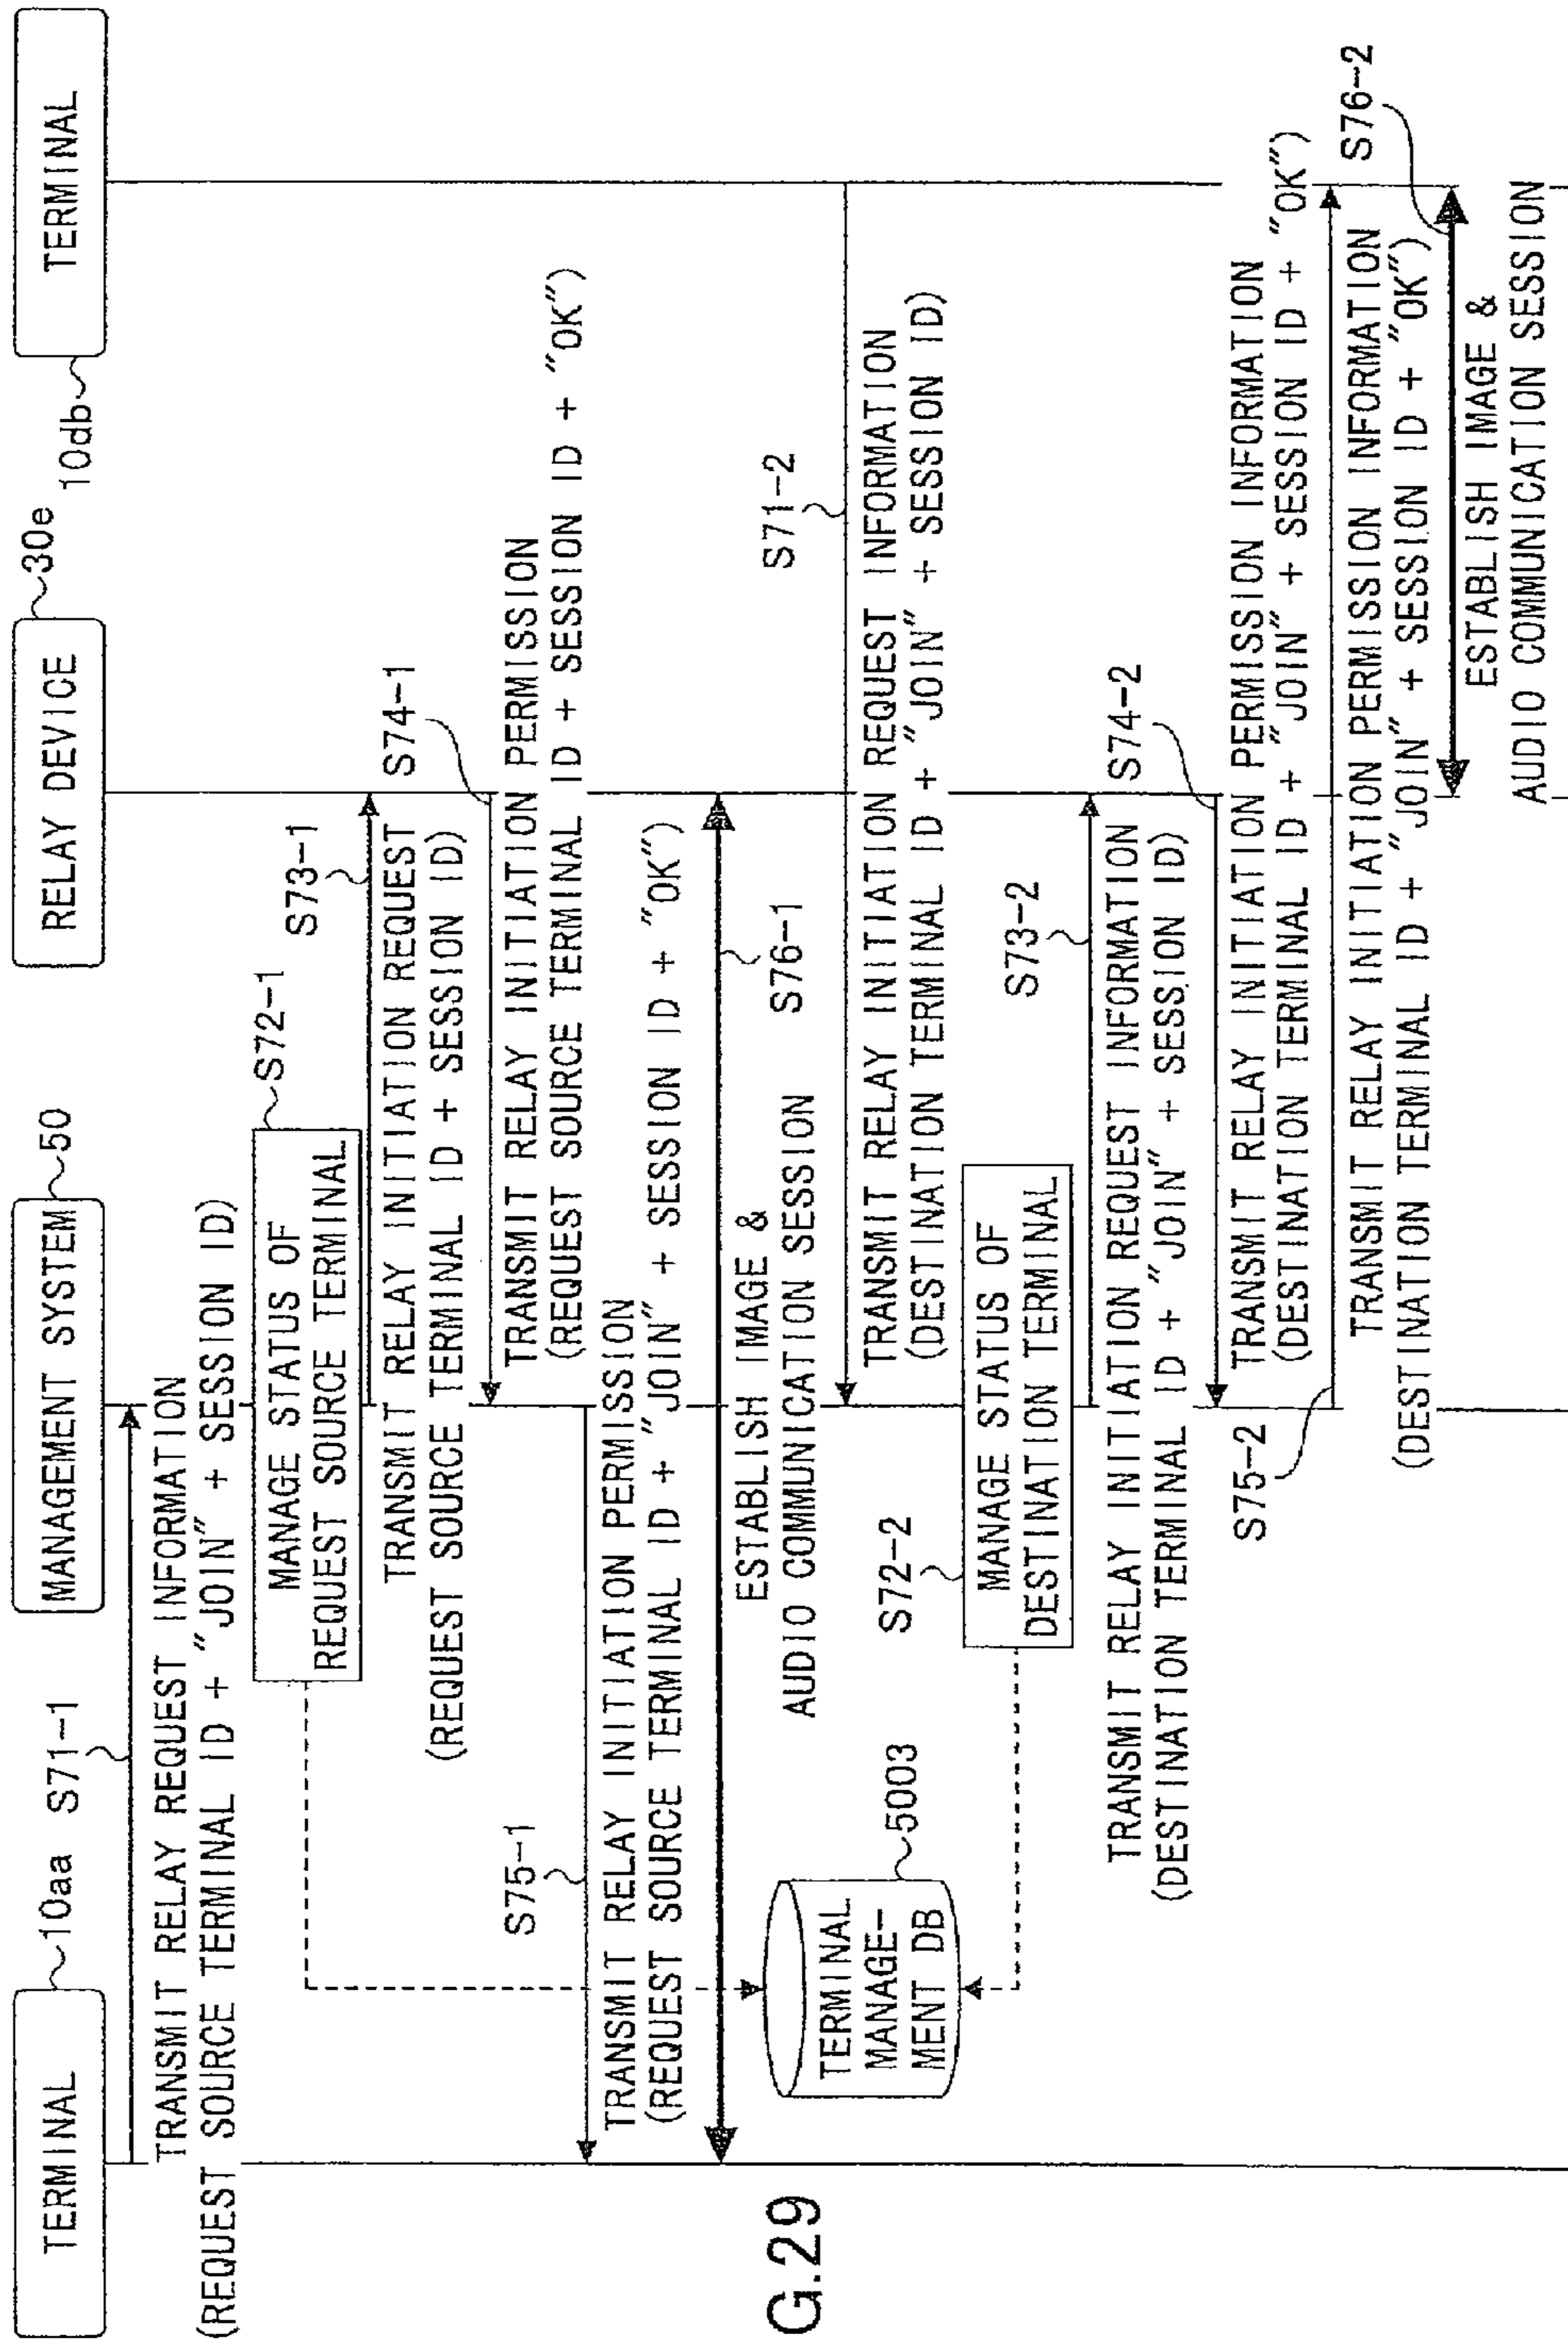 TERMINAL
10aa
MANAGEMENT SYSTEM
50
RELAY DEVICE
30e
TERMINAL
10db
S71-1
TRANSMIT RELAY REQUEST INFORMATION
(REQUEST SOURCE TERMINAL ID + "JOIN" + SESSION ID)
S72-1
MANAGE STATUS OF
REQUEST SOURCE TERMINAL
S73-1
TRANSMIT RELAY INITIATION REQUEST
(REQUEST SOURCE TERMINAL ID + SESSION ID)
S74-1
TRANSMIT RELAY INITIATION PERMISSION
(REQUEST SOURCE TERMINAL ID + SESSION ID + "OK")
S75-1
TRANSMIT RELAY INITIATION PERMISSION
(REQUEST SOURCE TERMINAL ID + "JOIN" + SESSION ID + "OK")
S76-1
ESTABLISH IMAGE &
AUDIO COMMUNICATION SESSION
S71-2
TRANSMIT RELAY INITIATION REQUEST INFORMATION
(DESTINATION TERMINAL ID + "JOIN" + SESSION ID)
TERMINAL
MANAGE-
MENT DB
5003
S72-2
MANAGE STATUS OF
DESTINATION TERMINAL
S73-2
TRANSMIT RELAY INITIATION REQUEST INFORMATION
(DESTINATION TERMINAL ID + "JOIN" + SESSION ID)
S74-2
TRANSMIT RELAY INITIATION PERMISSION INFORMATION
(DESTINATION TERMINAL ID + "JOIN" + SESSION ID + "OK")
S75-2
TRANSMIT RELAY INITIATION PERMISSION INFORMATION
(DESTINATION TERMINAL ID + "JOIN" + SESSION ID + "OK")
S76-2
ESTABLISH IMAGE &
AUDIO COMMUNICATION SESSION
G.29